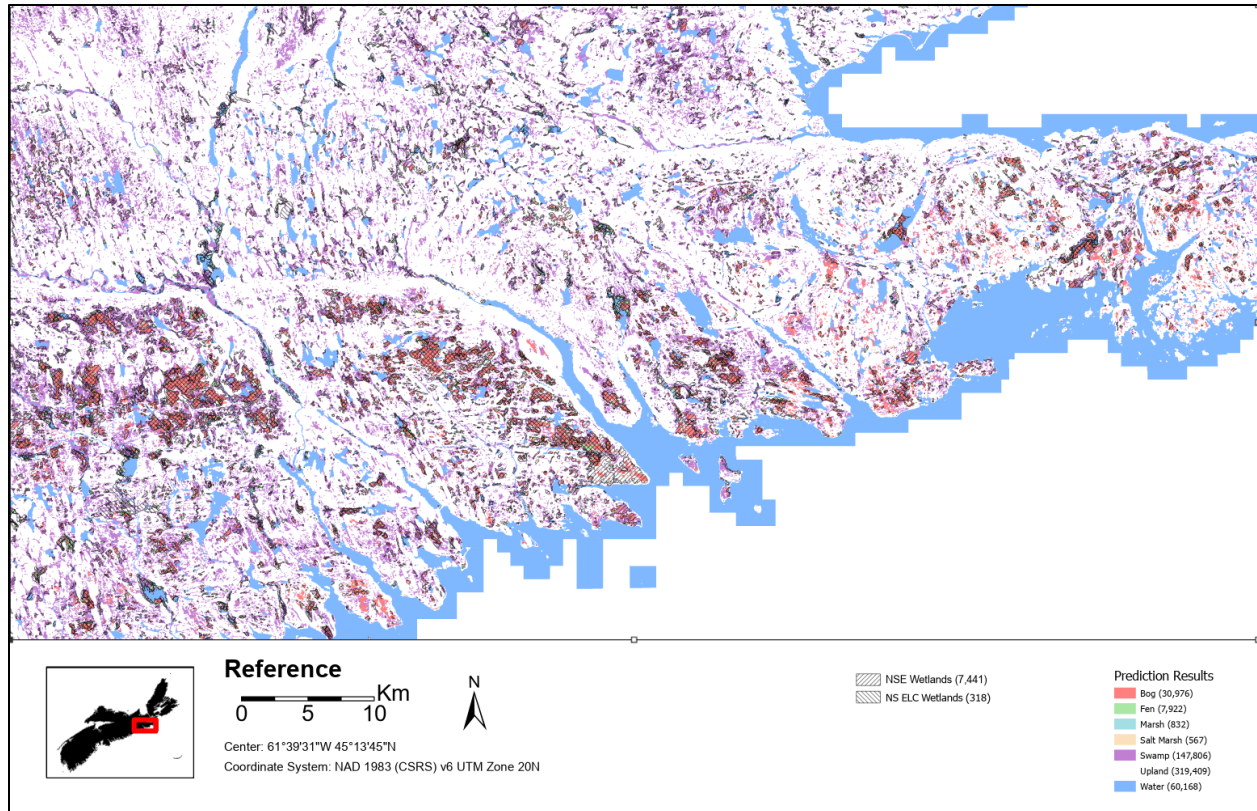 Reference
Km
0 5 10
N
Center: 61°39'31"W 45°13'45"N
Coordinate System: NAD 1983 (CSRS) v6 UTM Zone 20N
NSE Wetlands (7,441)
NS ELC Wetlands (318)
Prediction Results
Bog (30,976)
Fen (7,922)
Marsh (832)
Salt Marsh (567)
Swamp (147,806)
Upland (319,409)
Water (60,168)